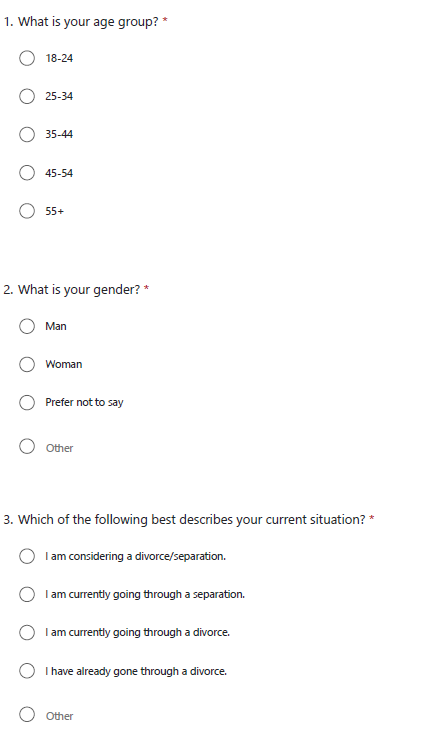 1. What is your age group? *
18-24
25-34
35-44
45-54
55+
2. What is your gender? *
Man
Woman
Prefer not to say
Other
3. Which of the following best describes your current situation? *
I am considering a divorce/separation.
I am currently going through a separation.
I am currently going through a divorce.
I have already gone through a divorce.
Other